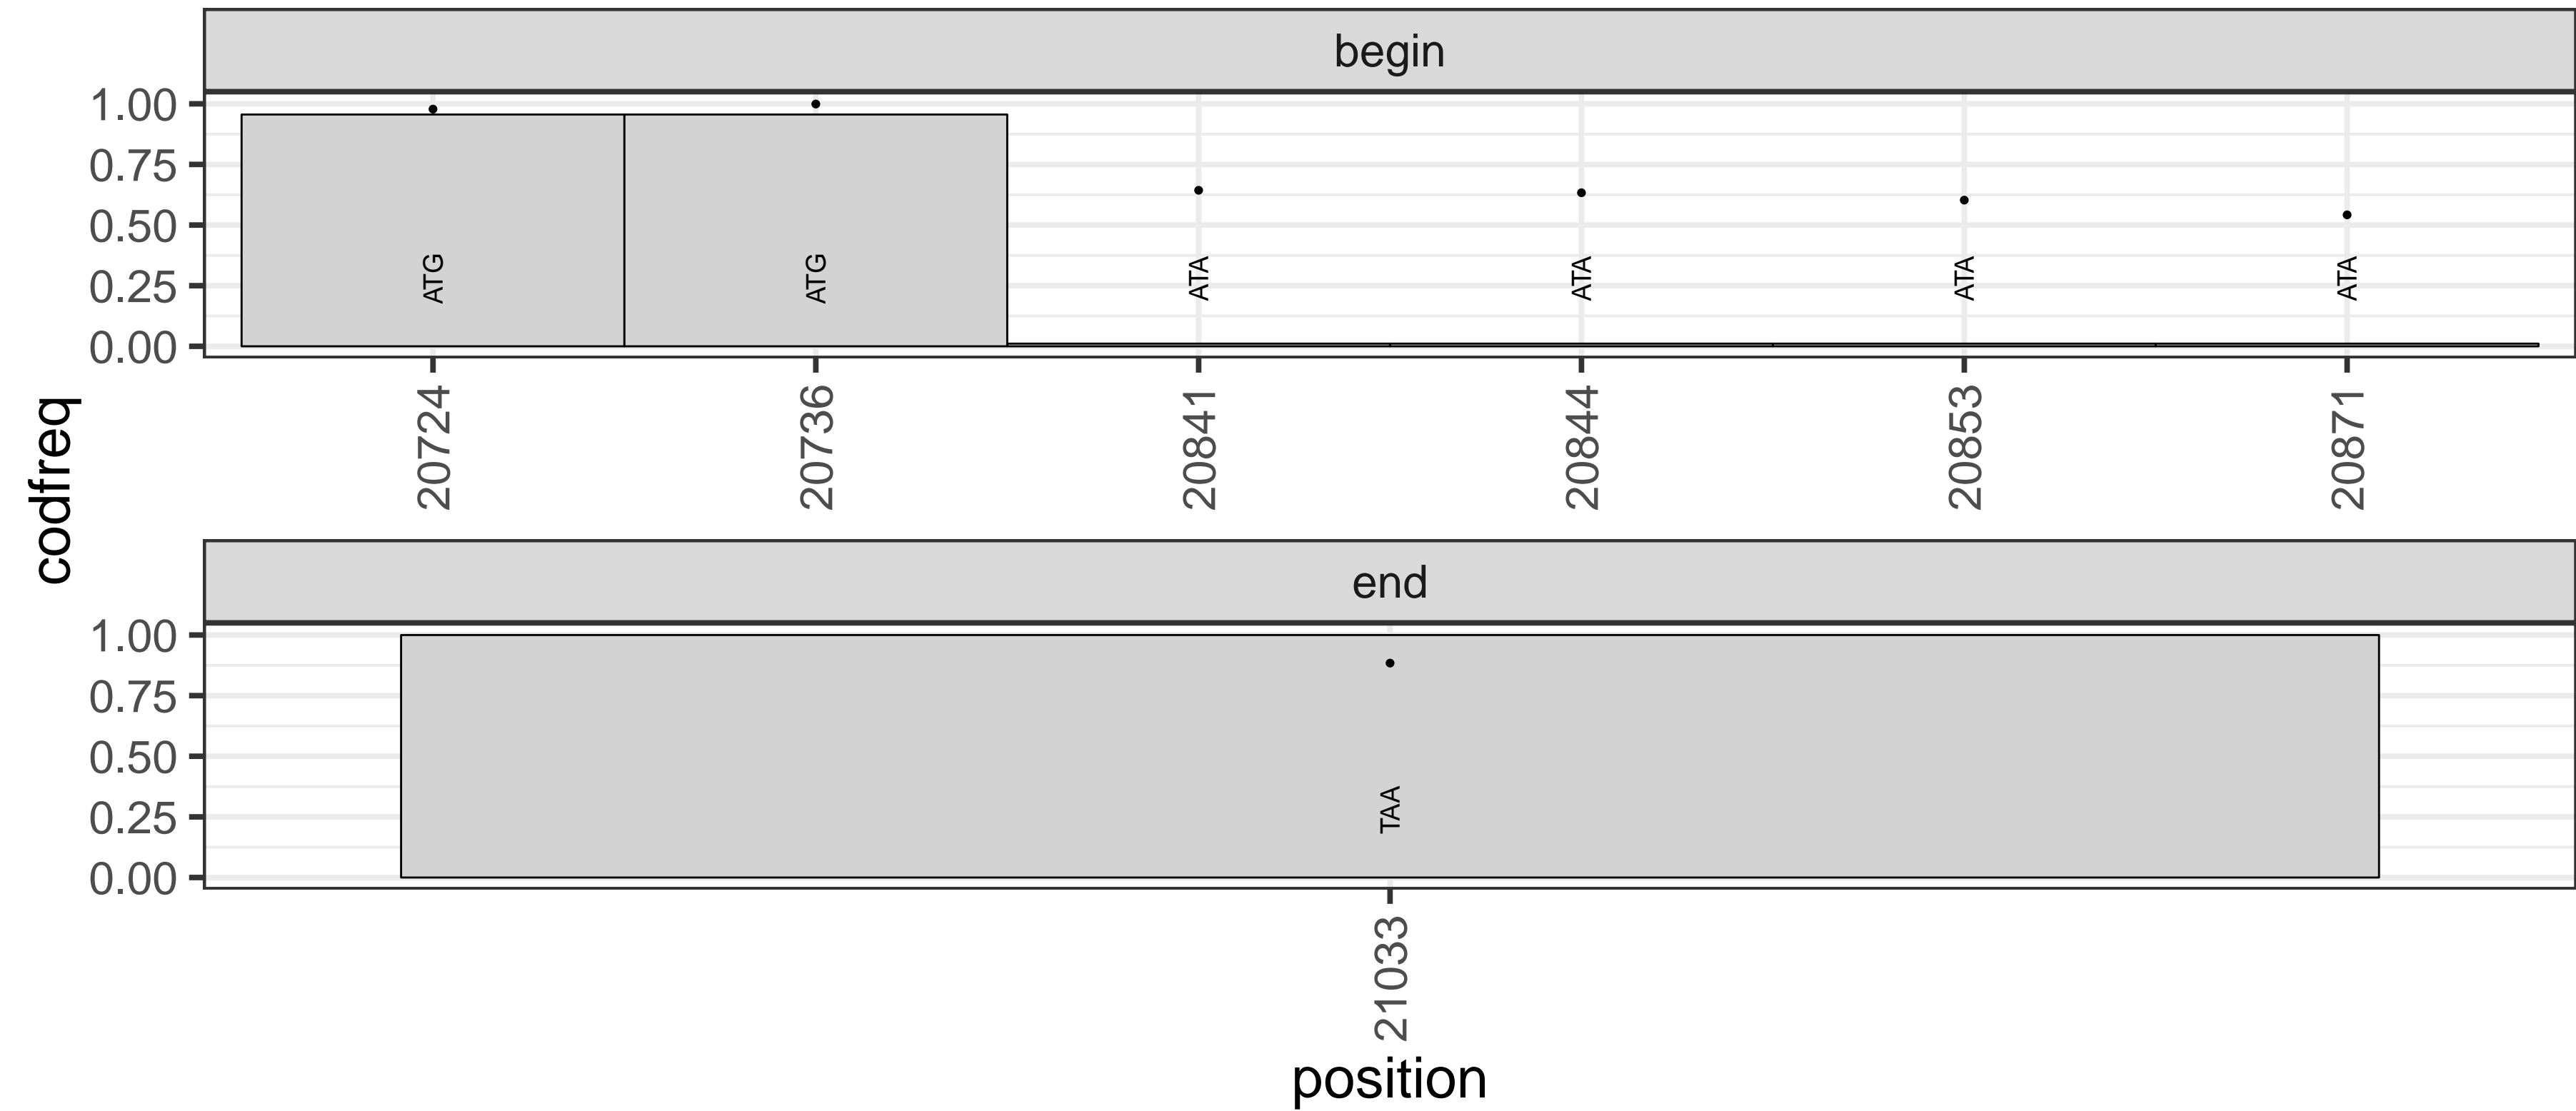 begin
1.00
0.75
0.50
0.25
0.00
ATG
ATG
ATA
ATA
ATA
ATA
20724
20736
20841
20844
20853
20871
codfreq
end
1.00
0.75
0.50
0.25
0.00
TAA
21033
position